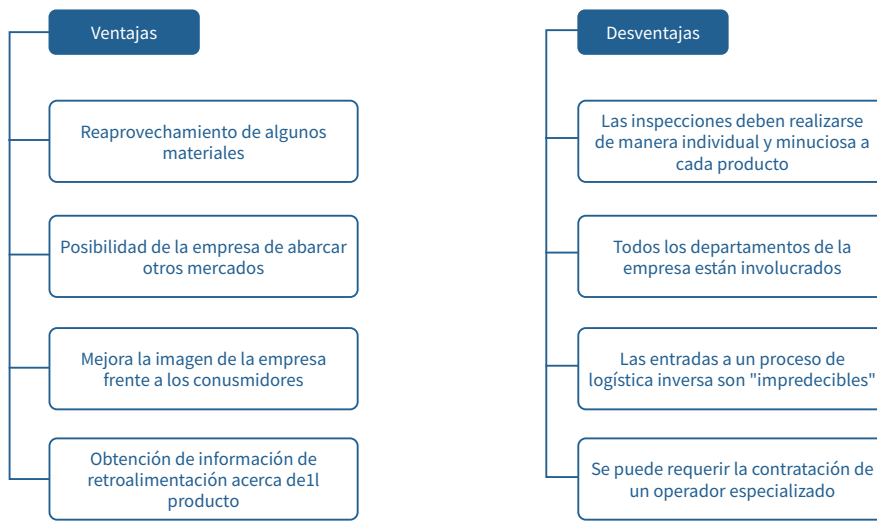 Ventajas
Reaprovechamiento de algunos
materiales
Posibilidad de la empresa de abarcar
otros mercados
Mejora la imagen de la empresa
frente a los conusmidores
Obtención de información de
retroalimentación acerca de1l
producto
Desventajas
Las inspecciones deben realizarse
de manera individual y minuciosa a
cada producto
Todos los departamentos de la
empresa están involucrados
Las entradas a un proceso de
logística inversa son "impredecibles"
Se puede requerir la contratación de
un operador especializado